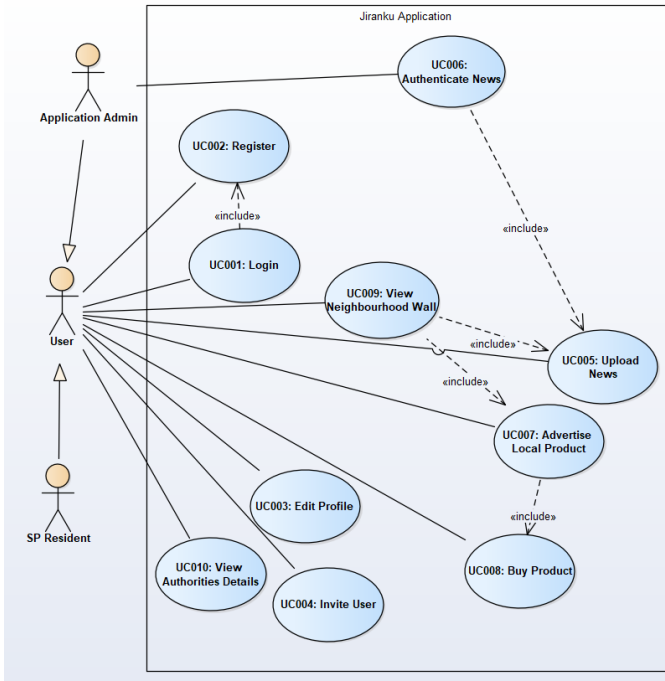 Jiranku Application
UC006:
Authenticate News
Application Admin
UC002: Register
«include»
«include»
UC001: Login
UC009: View
Neighbourhood Wall
User
«include»
UC005: Upload
News
«include»
UC007: Advertise
Local Product
UC003: Edit Profile
«include»
SP Resident
UC010: View
Authorities Details
UC008: Buy Product
UC004: Invite User